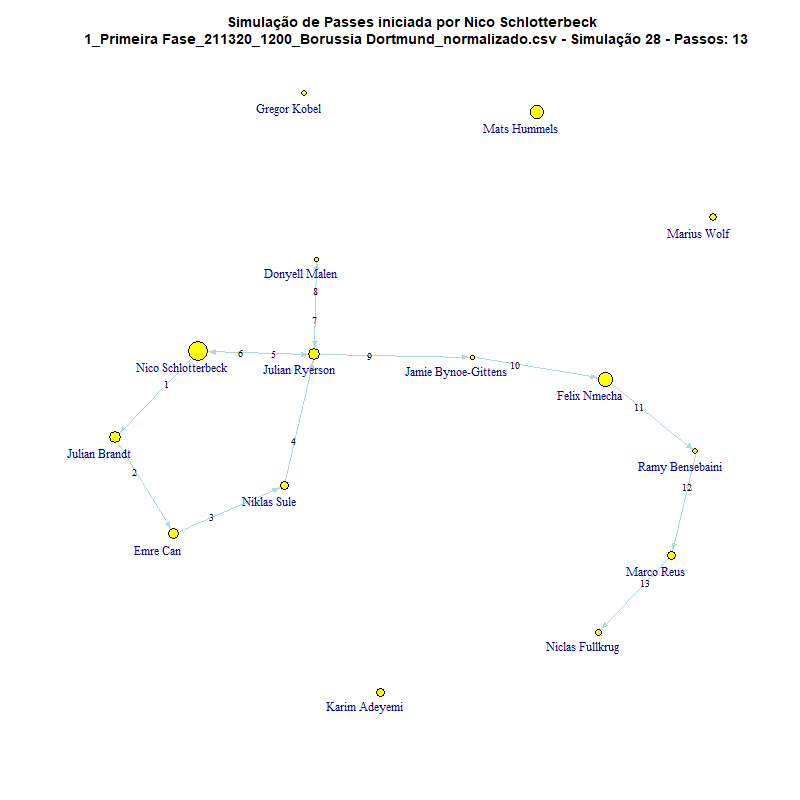 Simulação de Passes iniciada por Nico Schlotterbeck
1_Primeira Fase_211320_1200_Borussia Dortmund_normalizado.csv - Simulação 28 - Passos: 13
Gregor Kobel
Mats Hummels
Marius Wolf
Donyell Malen
8
7
6
5
9
Nico Schlotterbeck
Julian Ryerson
Jamie Bynoe-Gittens
10
1
Felix Nmecha
11
4
Julian Brandt
2
Ramy Bensebaini
12
Niklas Sule
3
Emre Can
Marco Reus
13
Niclas Fullkrug
Karim Adeyemi